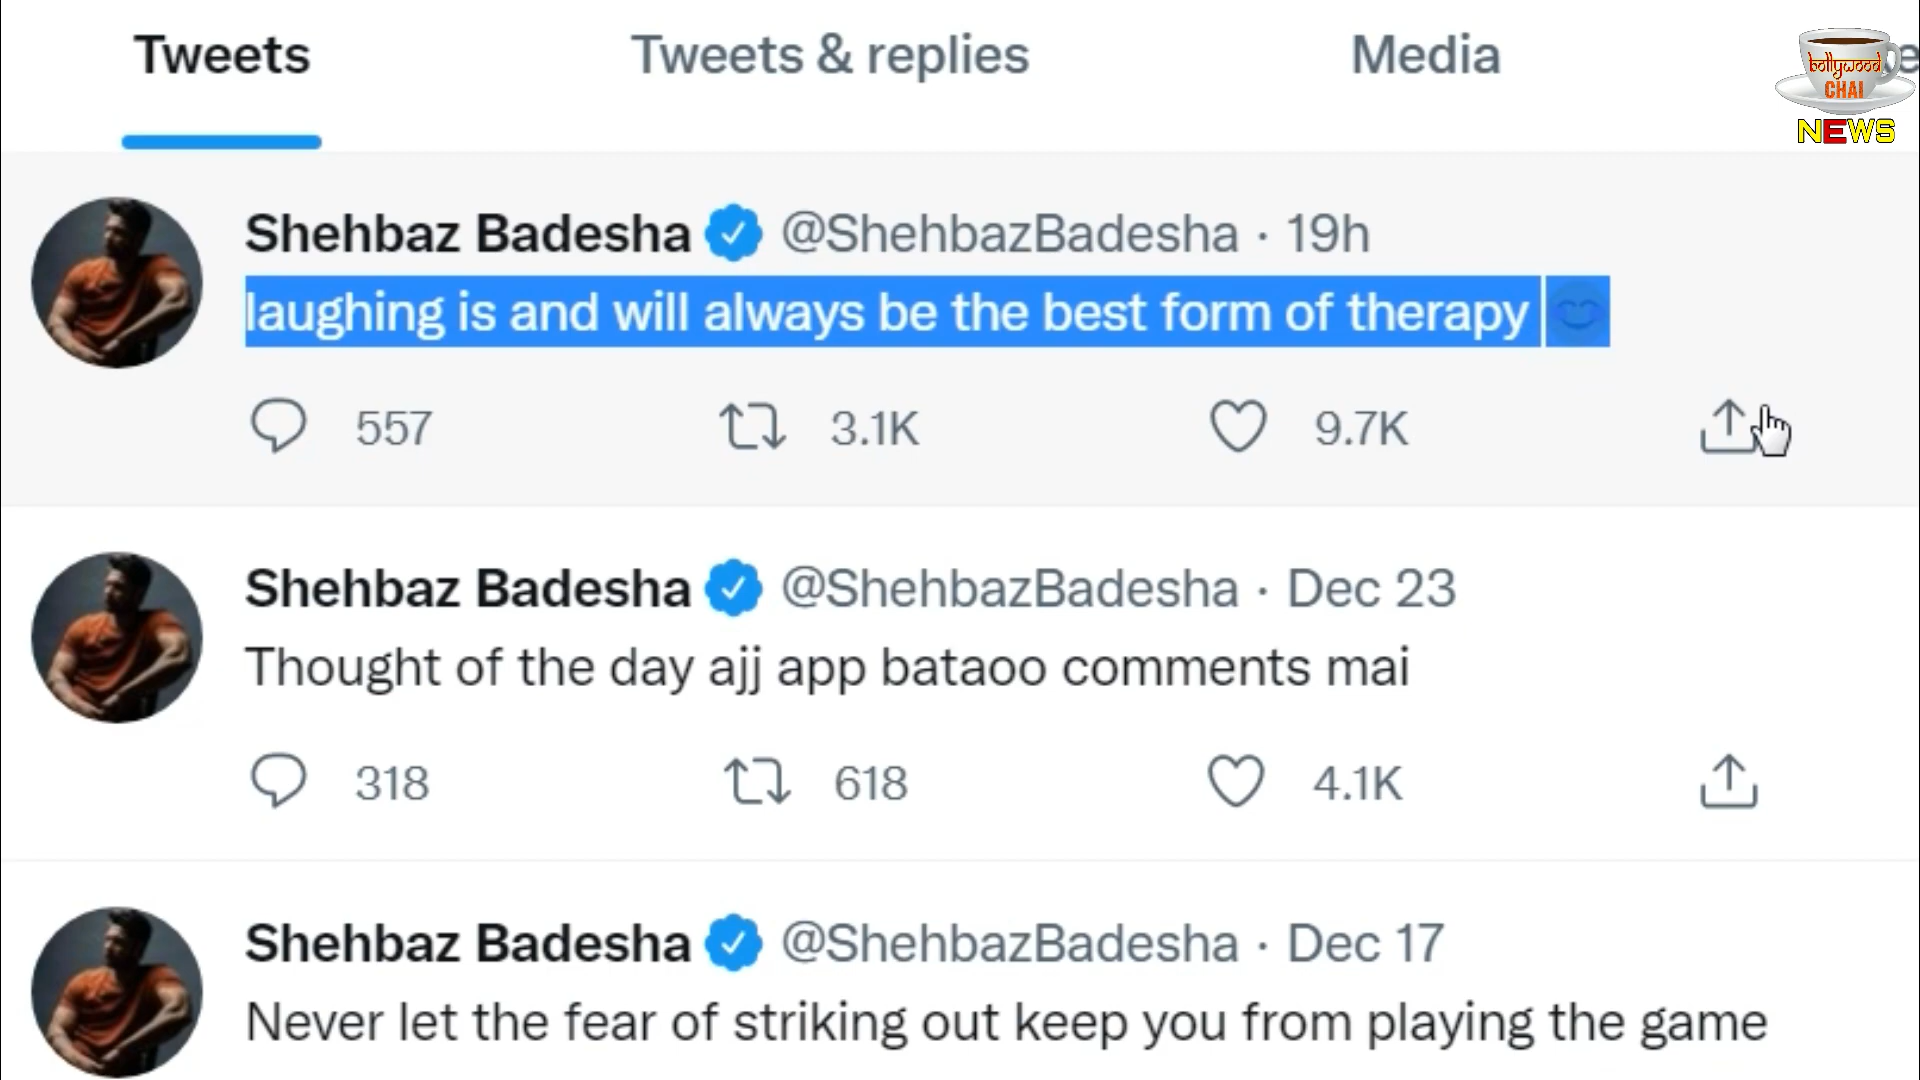 Tweets
Tweets & replies
Media
bollywood
CHAI
NEWS
Shehbaz Badesha @ShehbazBadesha · 19h
laughing is and will always be the best form of therapy 😊
557
3.1K
9.7K
Shehbaz Badesha @ShehbazBadesha · Dec 23
Thought of the day ajj app bataoo comments mai
318
618
4.1K
Shehbaz Badesha @ShehbazBadesha · Dec 17
Never let the fear of striking out keep you from playing the game